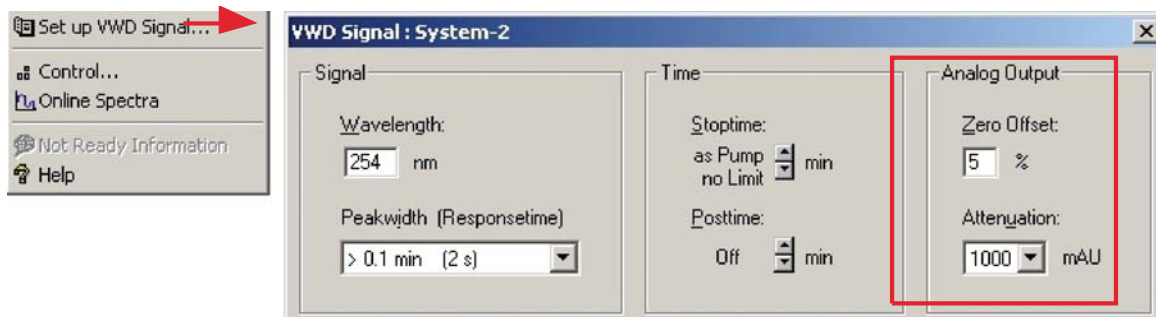 Set up VWD Signal...
Control...
Online Spectra
Not Ready Information
Help
VWD Signal : System-2
Signal
Wavelength:
254 nm
Peakwidth (Responsetime)
> 0.1 min (2 s)
Time
Stoptime:
as Pump
no Limit
min
Posttime:
Off min
Analog Output
Zero Offset:
5 %
Attenuation:
1000 mAU